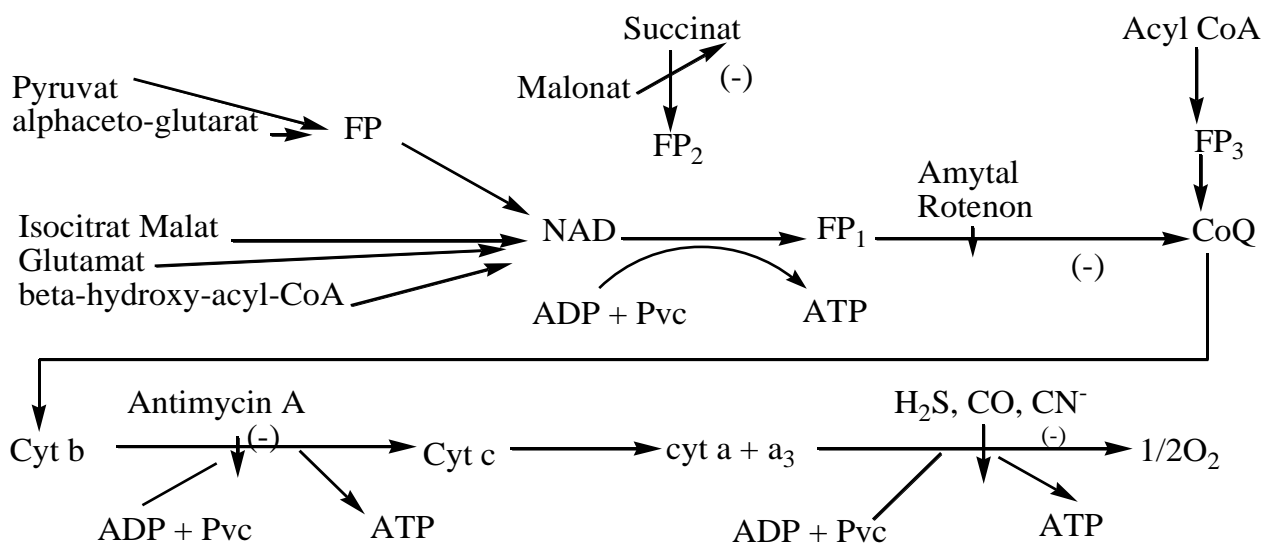 Succinat
Acyl CoA
Malonat
(-)
Pyruvat
alphaceto-glutarat
FP
FP₂
FP₃
Amytal
Rotenon
Isocitrat Malat
NAD
FP₁
CoQ
Glutamat
(-)
beta-hydroxy-acyl-CoA
ADP + Pvc
ATP
Antimycin A
(-)
H₂S, CO, CN⁻
(-)
Cyt b
Cyt c
cyt a + a₃
1/2O₂
ADP + Pvc
ATP
ADP + Pvc
ATP